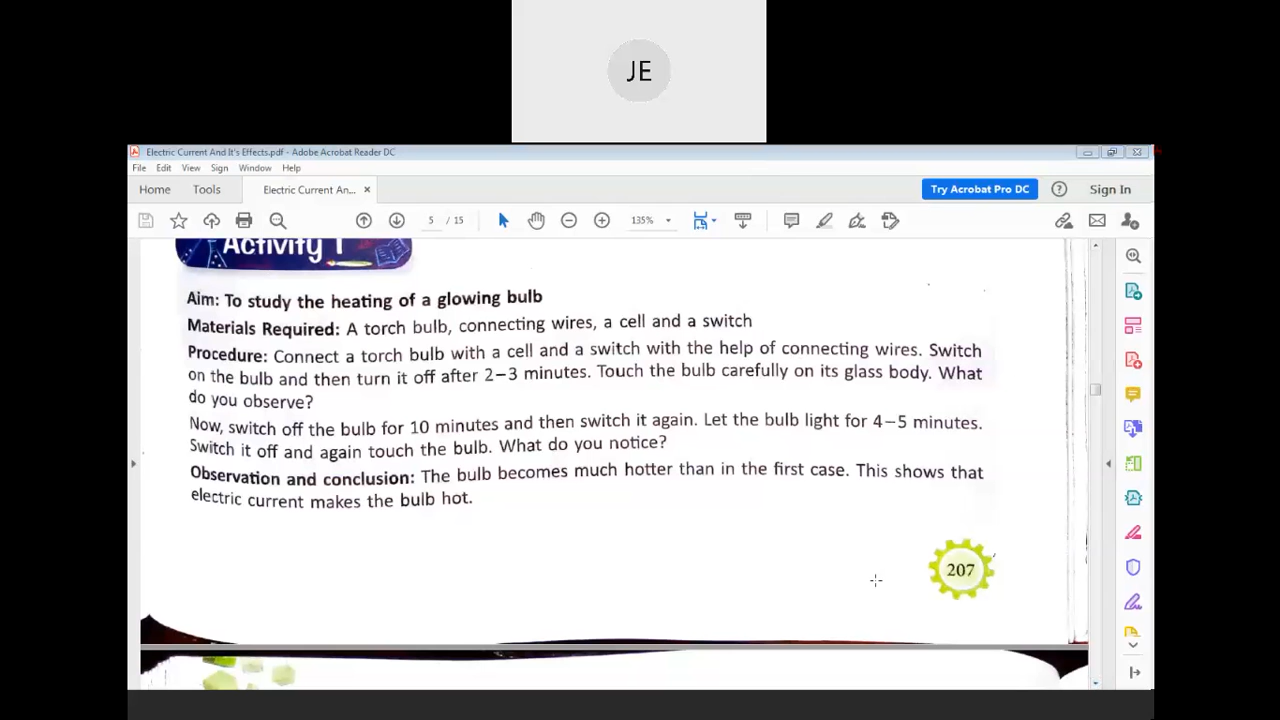 JE
Electric Current And It's Effects.pdf - Adobe Acrobat Reader DC
File Edit View Sign Window Help
Home Tools Electric Current An... × Try Acrobat Pro DC ? Sign In
5 / 15 135%
Activity 1
Aim: To study the heating of a glowing bulb
Materials Required: A torch bulb, connecting wires, a cell and a switch
Procedure: Connect a torch bulb with a cell and a switch with the help of connecting wires. Switch
on the bulb and then turn it off after 2–3 minutes. Touch the bulb carefully on its glass body. What
do you observe?
Now, switch off the bulb for 10 minutes and then switch it again. Let the bulb light for 4–5 minutes.
Switch it off and again touch the bulb. What do you notice?
Observation and conclusion: The bulb becomes much hotter than in the first case. This shows that
electric current makes the bulb hot.
207